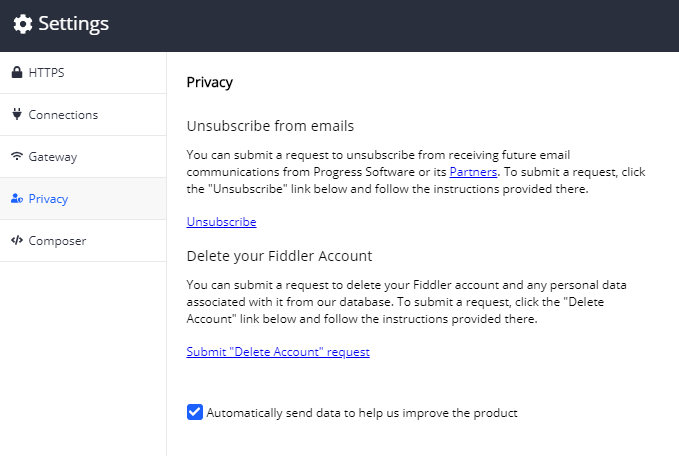 Settings
HTTPS
Connections
Gateway
Privacy
Composer
Privacy
Unsubscribe from emails
You can submit a request to unsubscribe from receiving future email
communications from Progress Software or its Partners. To submit a request, click
the "Unsubscribe" link below and follow the instructions provided there.
Unsubscribe
Delete your Fiddler Account
You can submit a request to delete your Fiddler account and any personal data
associated with it from our database. To submit a request, click the "Delete
Account" link below and follow the instructions provided there.
Submit "Delete Account" request
Automatically send data to help us improve the product